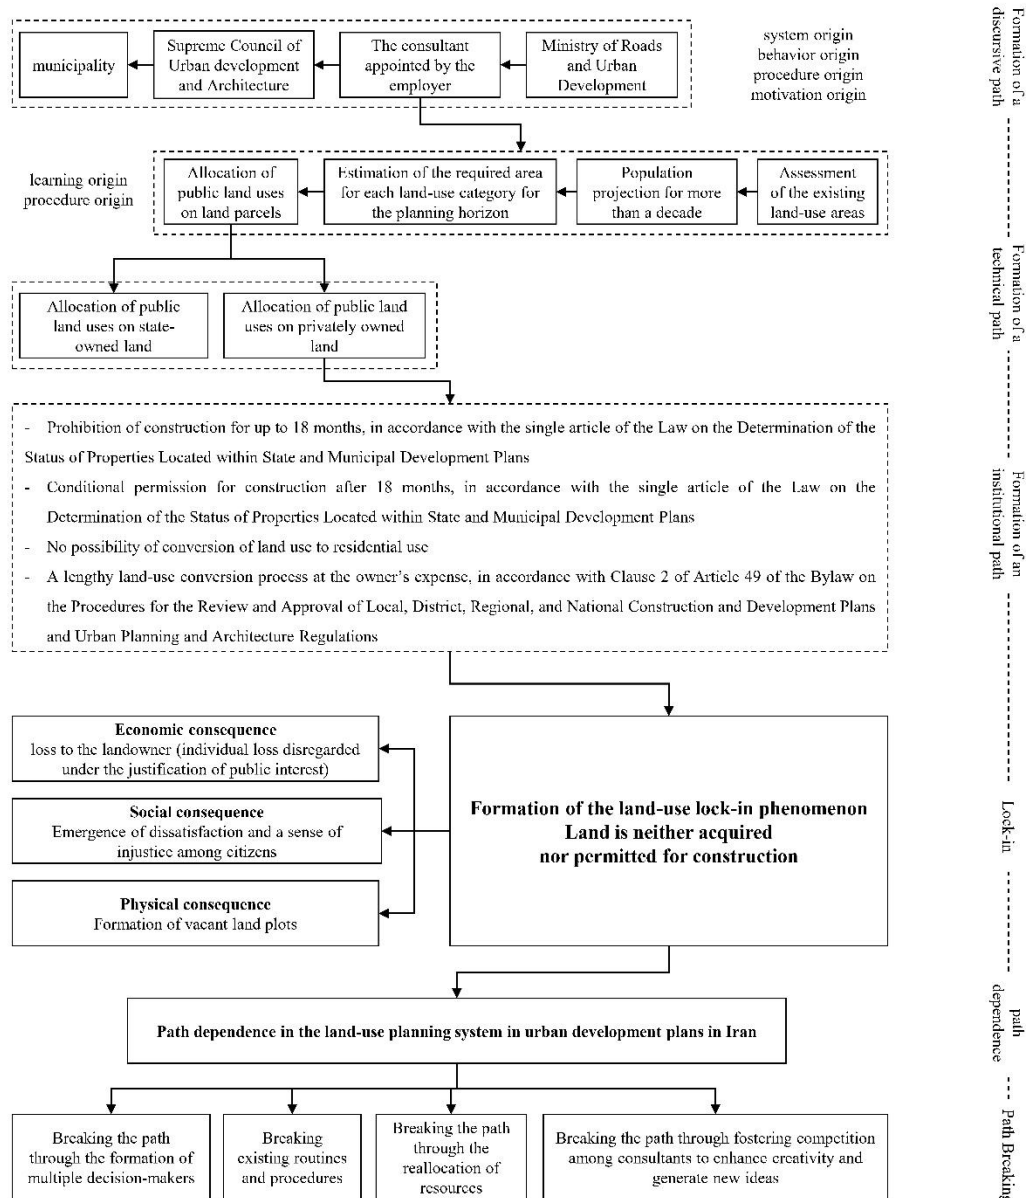 municipality
Supreme Council of
Urban development
and Architecture
The consultant
appointed by the
employer
Ministry of Roads
and Urban
Development
system origin
behavior origin
procedure origin
motivation origin
Formation of a
discursive path
learning origin
procedure origin
Allocation of
public land uses
on land parcels
Estimation of the required area
for each land-use category for
the planning horizon
Population
projection for more
than a decade
Assessment
of the existing
land-use areas
Formation of a
technical path
Allocation of public
land uses on state-
owned land
Allocation of public land
uses on privately owned
land
- Prohibition of construction for up to 18 months, in accordance with the single article of the Law on the Determination of the
Status of Properties Located within State and Municipal Development Plans
- Conditional permission for construction after 18 months, in accordance with the single article of the Law on the
Determination of the Status of Properties Located within State and Municipal Development Plans
- No possibility of conversion of land use to residential use
- A lengthy land-use conversion process at the owner's expense, in accordance with Clause 2 of Article 49 of the Bylaw on
the Procedures for the Review and Approval of Local, District, Regional, and National Construction and Development Plans
and Urban Planning and Architecture Regulations
Formation of an
institutional path
Economic consequence
loss to the landowner (individual loss disregarded
under the justification of public interest)
Social consequence
Emergence of dissatisfaction and a sense of
injustice among citizens
Physical consequence
Formation of vacant land plots
Formation of the land-use lock-in phenomenon
Land is neither acquired
nor permitted for construction
Lock-in
Path dependence in the land-use planning system in urban development plans in Iran
path
dependence
Breaking the path
through the formation of
multiple decision-makers
Breaking
existing routines
and procedures
Breaking the path
through the
reallocation of
resources
Breaking the path through fostering competition
among consultants to enhance creativity and
generate new ideas
Path Breaking